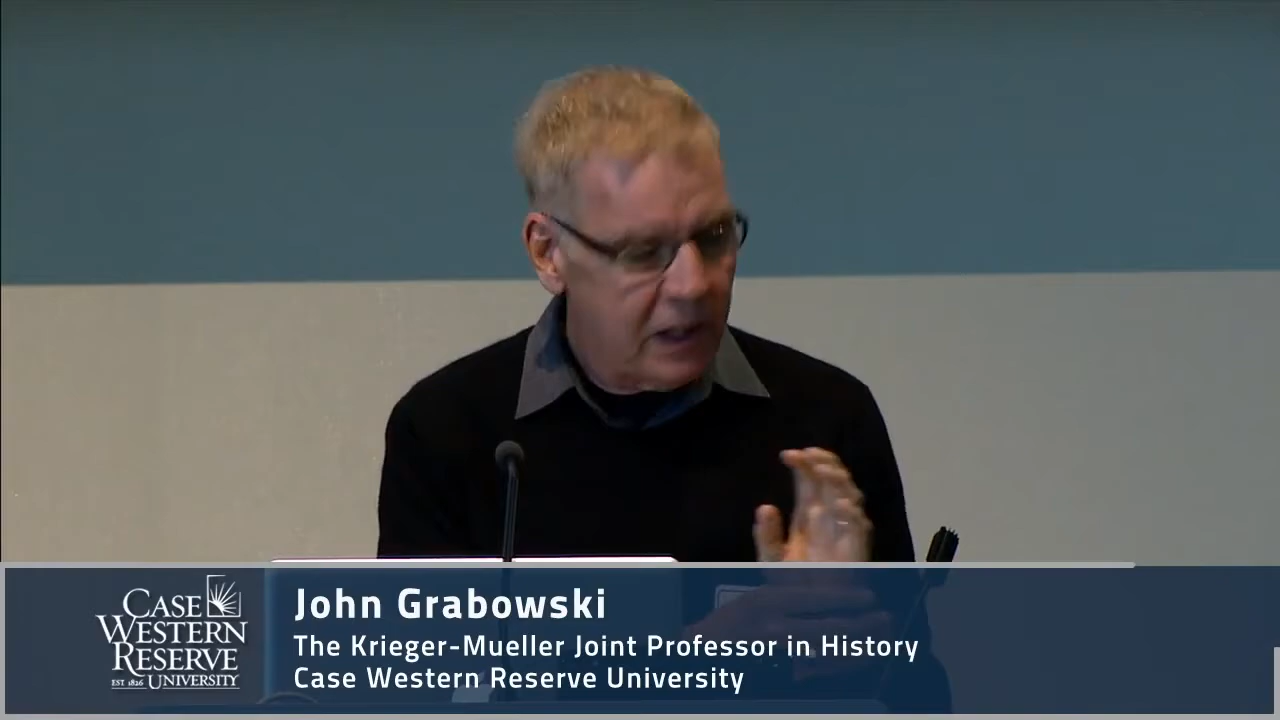 CASE
WESTERN
RESERVE
EST. 1826 UNIVERSITY
John Grabowski
The Krieger-Mueller Joint Professor in History
Case Western Reserve University